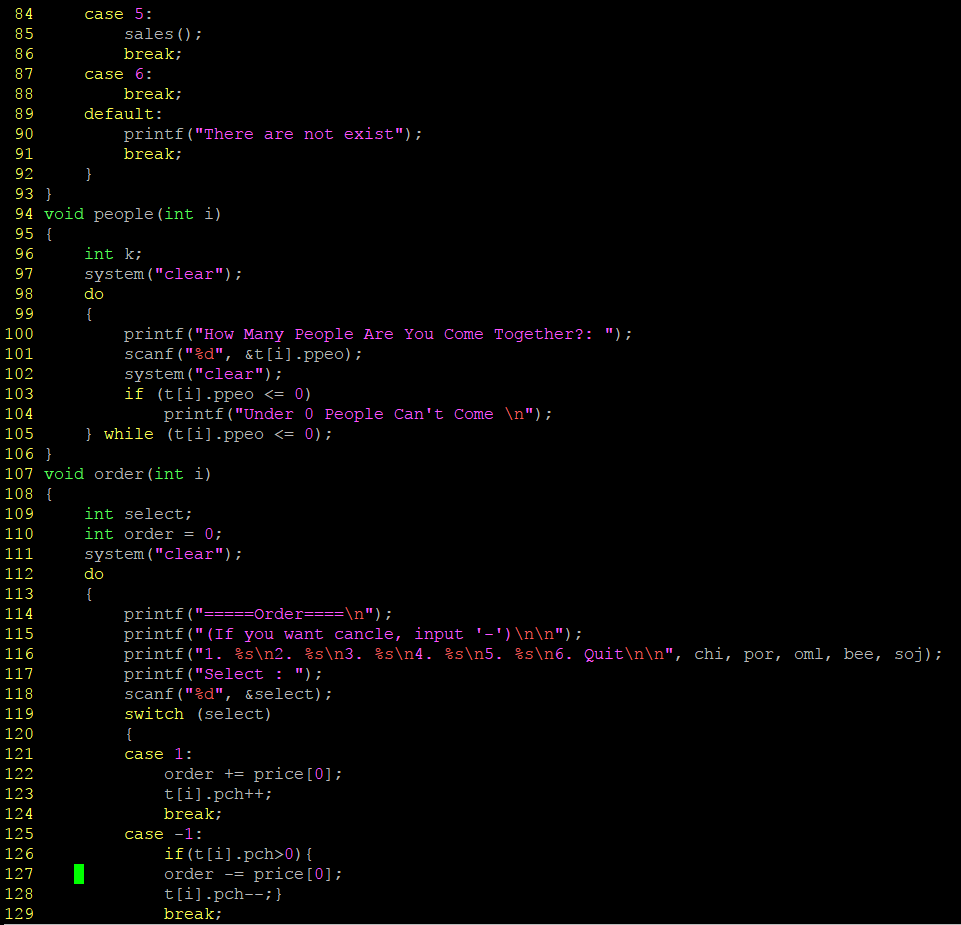 84     case 5:
85         sales();
86         break;
87     case 6:
88         break;
89     default:
90         printf("There are not exist");
91         break;
92     }
93 }
94 void people(int i)
95 {
96     int k;
97     system("clear");
98     do
99     {
100         printf("How Many People Are You Come Together?: ");
101         scanf("%d", &t[i].ppeo);
102         system("clear");
103         if (t[i].ppeo <= 0)
104             printf("Under 0 People Can't Come \n");
105     } while (t[i].ppeo <= 0);
106 }
107 void order(int i)
108 {
109     int select;
110     int order = 0;
111     system("clear");
112     do
113     {
114         printf("=====Order====\n");
115         printf("(If you want cancle, input '-')\n\n");
116         printf("1. %s\n2. %s\n3. %s\n4. %s\n5. %s\n6. Quit\n\n", chi, por, oml, bee, soj);
117         printf("Select : ");
118         scanf("%d", &select);
119         switch (select)
120         {
121         case 1:
122             order += price[0];
123             t[i].pch++;
124             break;
125         case -1:
126             if(t[i].pch>0){
127             order -= price[0];
128             t[i].pch--;}
129             break;